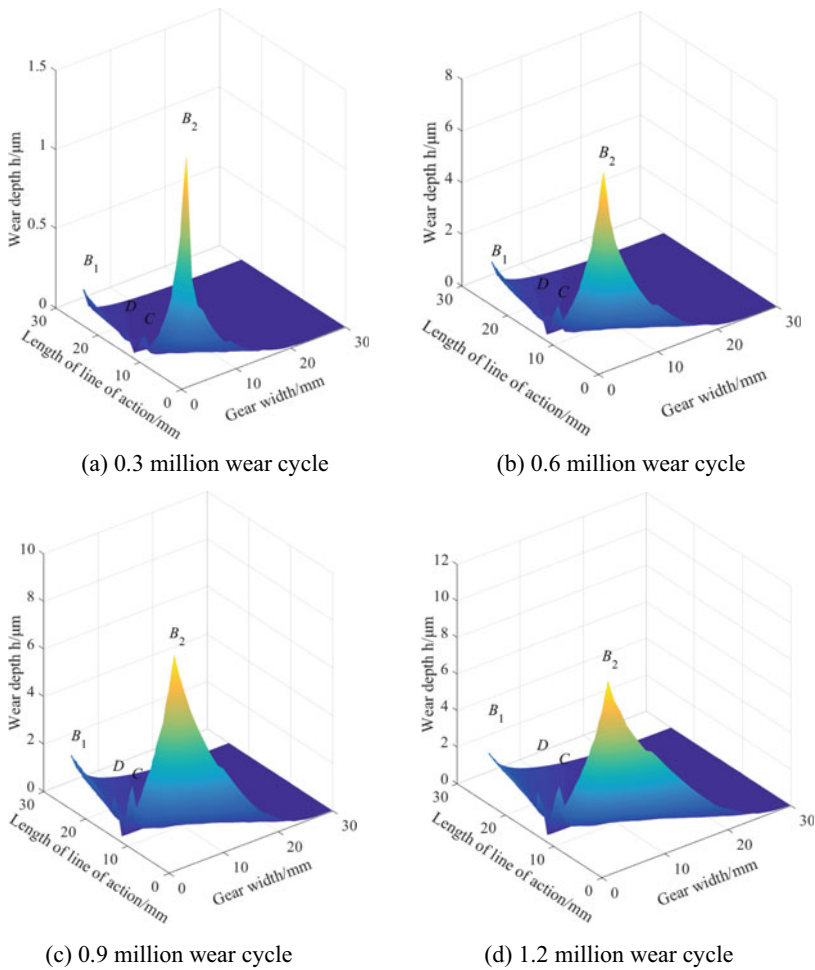 1.5
1
0.5
0
Wear depth h/μm
B2
B1
D
C
30
20
10
0
Length of line of action/mm
0
10
20
30
Gear width/mm
(a) 0.3 million wear cycle
8
6
4
2
0
Wear depth h/μm
B2
B1
D
C
30
20
10
0
Length of line of action/mm
0
10
20
30
Gear width/mm
(b) 0.6 million wear cycle
10
8
6
4
2
0
Wear depth h/μm
B2
B1
D
C
30
20
10
0
Length of line of action/mm
0
10
20
30
Gear width/mm
(c) 0.9 million wear cycle
12
10
8
6
4
2
0
Wear depth h/μm
B2
B1
D
C
30
20
10
0
Length of line of action/mm
0
10
20
30
Gear width/mm
(d) 1.2 million wear cycle